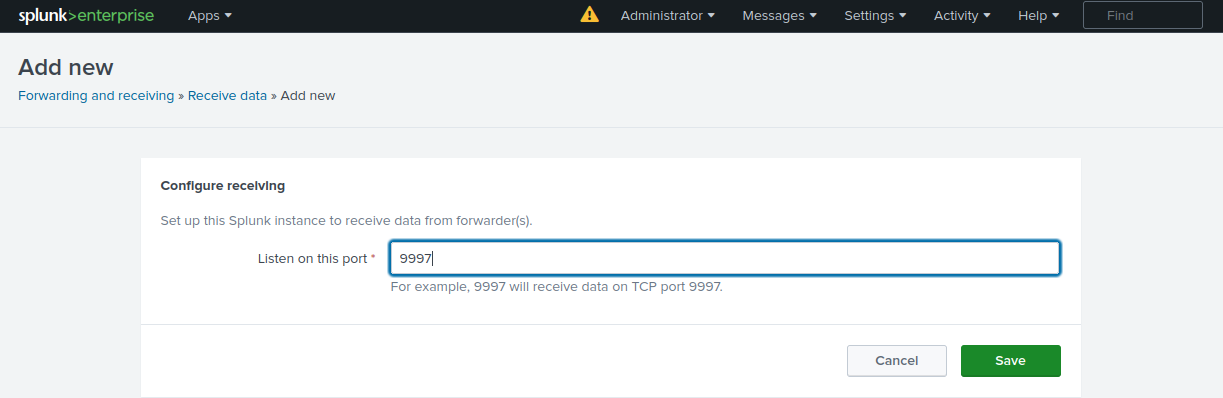 splunk>enterprise Apps Administrator Messages Settings Activity Help Find
Add new
Forwarding and receiving » Receive data » Add new
Configure receiving
Set up this Splunk instance to receive data from forwarder(s).
Listen on this port * 9997
For example, 9997 will receive data on TCP port 9997.
Cancel Save